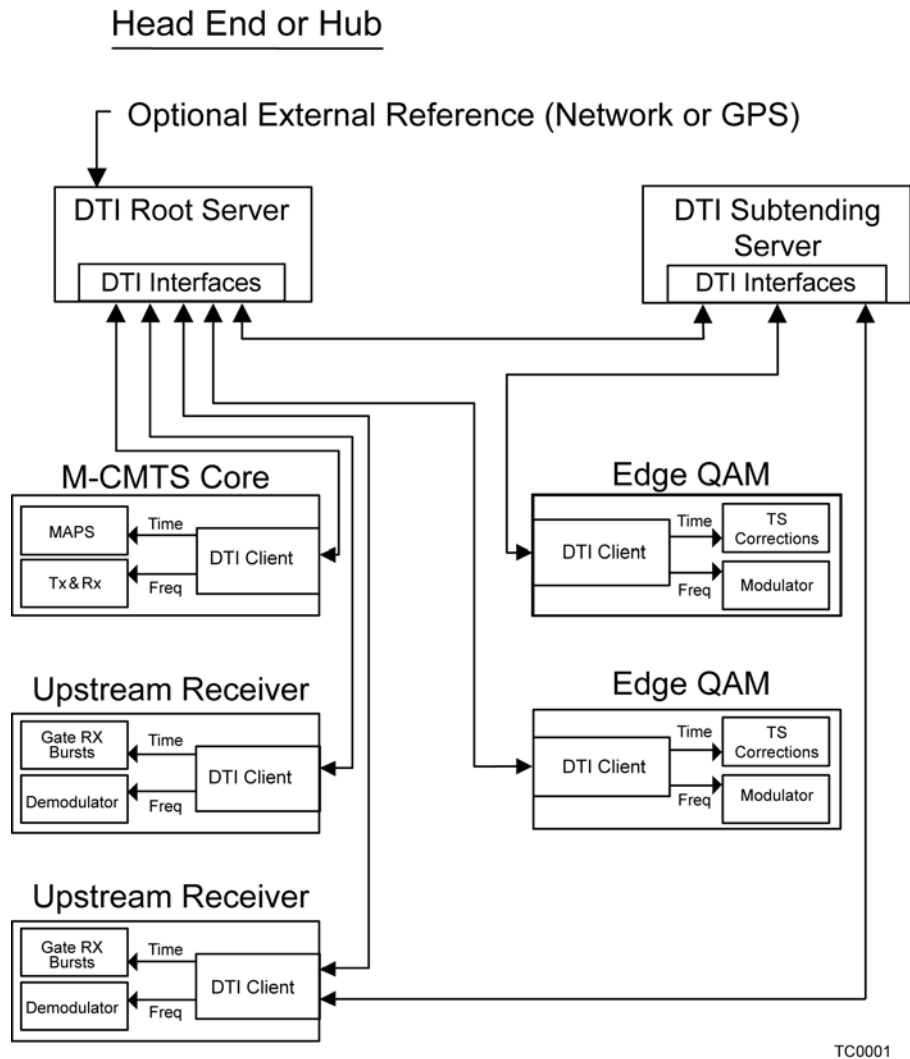 Head End or Hub
Optional External Reference (Network or GPS)
DTI Root Server
DTI Interfaces
DTI Subtending
Server
DTI Interfaces
M-CMTS Core
MAPS
Time
Tx & Rx
Freq
DTI Client
Edge QAM
DTI Client
Time
TS
Corrections
Freq
Modulator
Upstream Receiver
Gate RX
Bursts
Time
Demodulator
Freq
DTI Client
Edge QAM
DTI Client
Time
TS
Corrections
Freq
Modulator
Upstream Receiver
Gate RX
Bursts
Time
Demodulator
Freq
DTI Client
TC0001